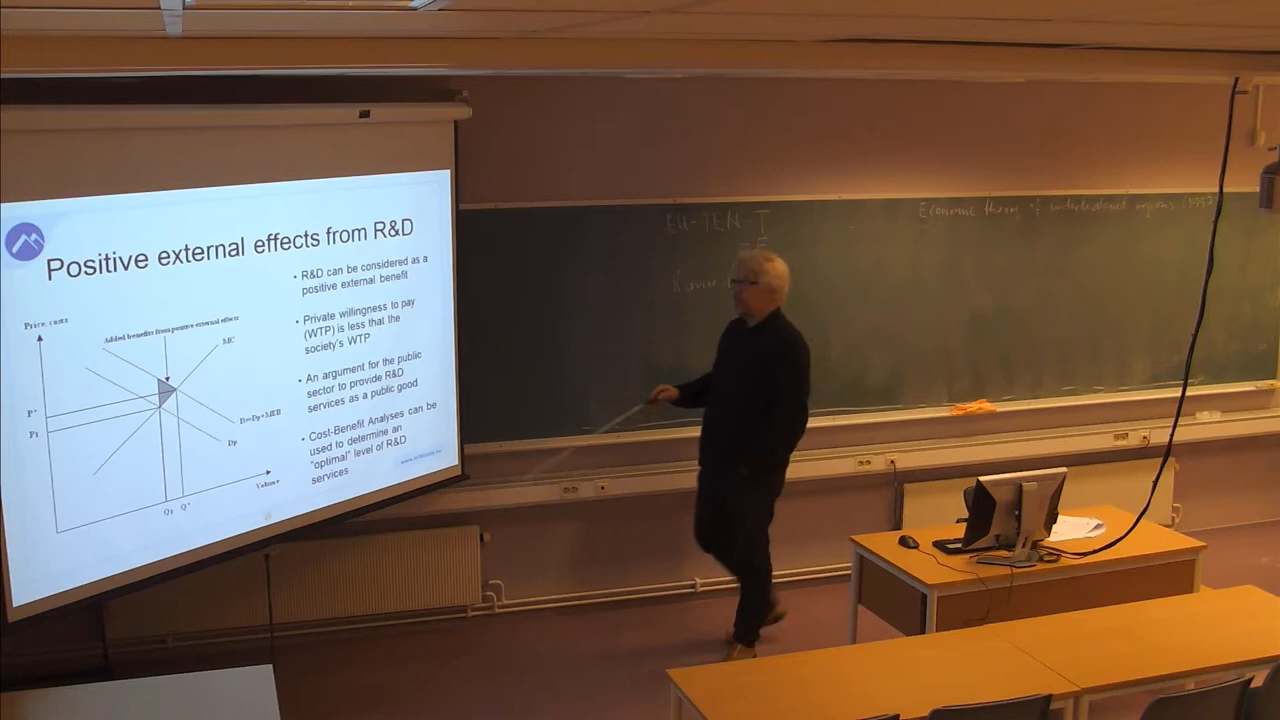 Positive external effects from R&D
• R&D can be considered as a
positive external benefit
• Private willingness to pay
(WTP) is less that the
society's WTP
• An argument for the public
sector to provide R&D
services as a public good
• Cost-Benefit Analyses can be
used to determine an
"optimal" level of R&D
services
Price, costs
Added benefits from positive external effects
MC
P*
P1
D=Dp+MEB
Dp
Volume
Q1 Q*
EU-TEN-T
Economic theory of regions (1957